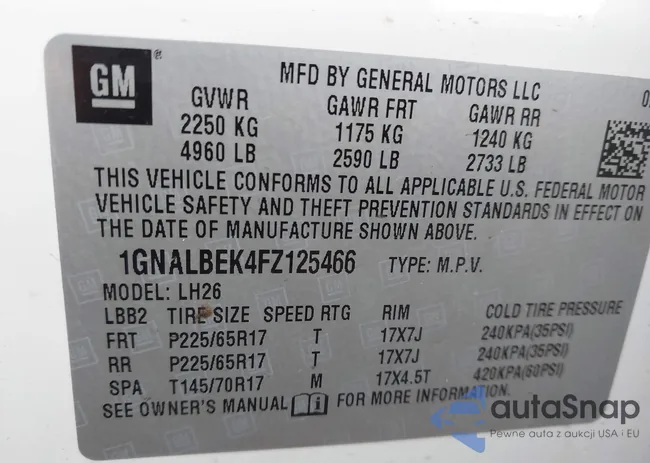 GM
®
MFD BY GENERAL MOTORS LLC
GVWR GAWR FRT GAWR RR
2250 KG 1175 KG 1240 KG
4960 LB 2590 LB 2733 LB
THIS VEHICLE CONFORMS TO ALL APPLICABLE U.S. FEDERAL MOTOR
VEHICLE SAFETY AND THEFT PREVENTION STANDARDS IN EFFECT ON
THE DATE OF MANUFACTURE SHOWN ABOVE.
1GNALBEK4FZ125466 TYPE: M.P.V.
MODEL: LH26
LBB2 TIRE SIZE SPEED RTG RIM COLD TIRE PRESSURE
FRT P225/65R17 T 17X7J 240KPA(35PSI)
RR P225/65R17 T 17X7J 240KPA(35PSI)
SPA T145/70R17 M 17X4.5T 420KPA(60PSI)
SEE OWNER'S MANUAL FOR MORE INFORMATION.
autaSnap
Pewne auta z aukcji USA i EU